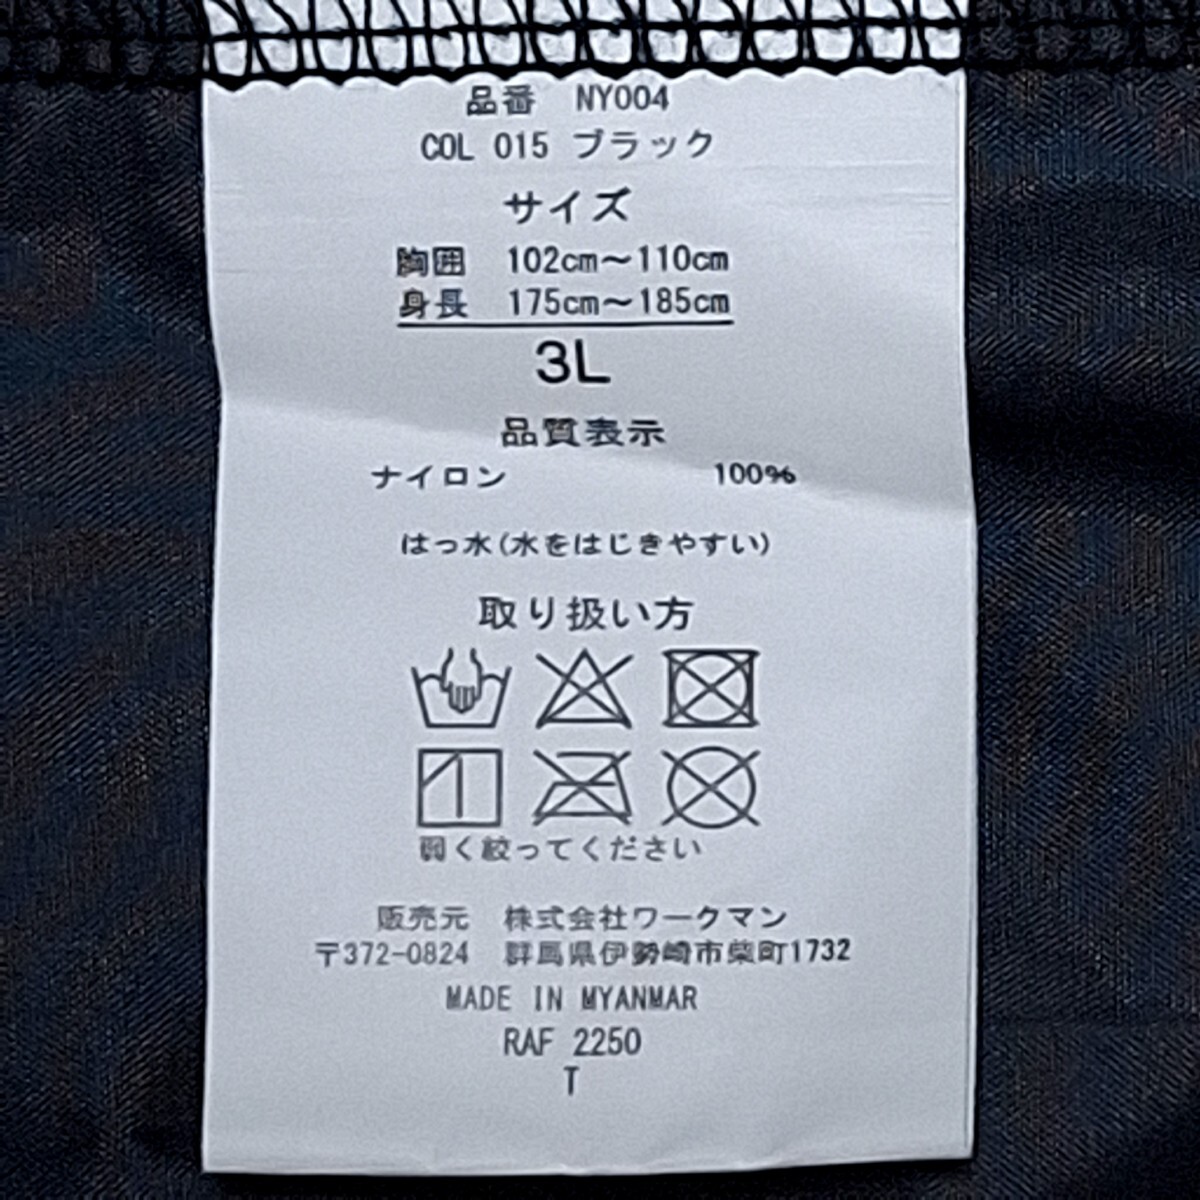 品番 NY004
COL 015 ブラック
サイズ
胸囲 102cm～110cm
身長 175cm～185cm
3L
品質表示
ナイロン 100%
はっ水(水をはじきやすい)
取り扱い方
弱く絞ってください
販売元 株式会社ワークマン
〒372-0824 群馬県伊勢崎市柴町1732
MADE IN MYANMAR
RAF 2250
T